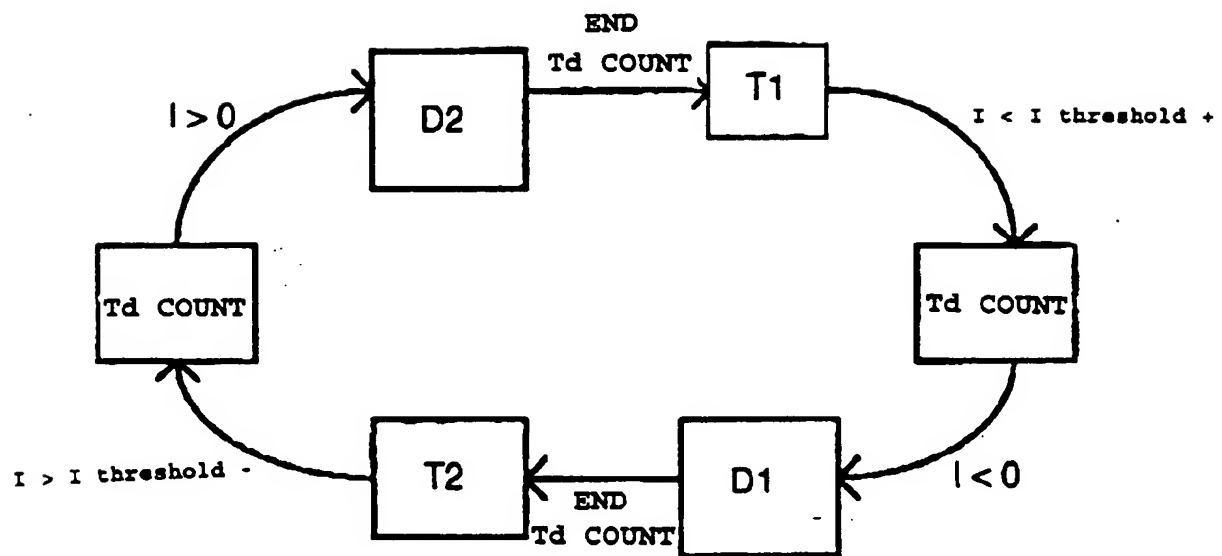 END
Td COUNT
T1
D2
I > 0
I < I threshold +
Td COUNT
Td COUNT
I > I threshold -
T2
END
Td COUNT
D1
I < 0